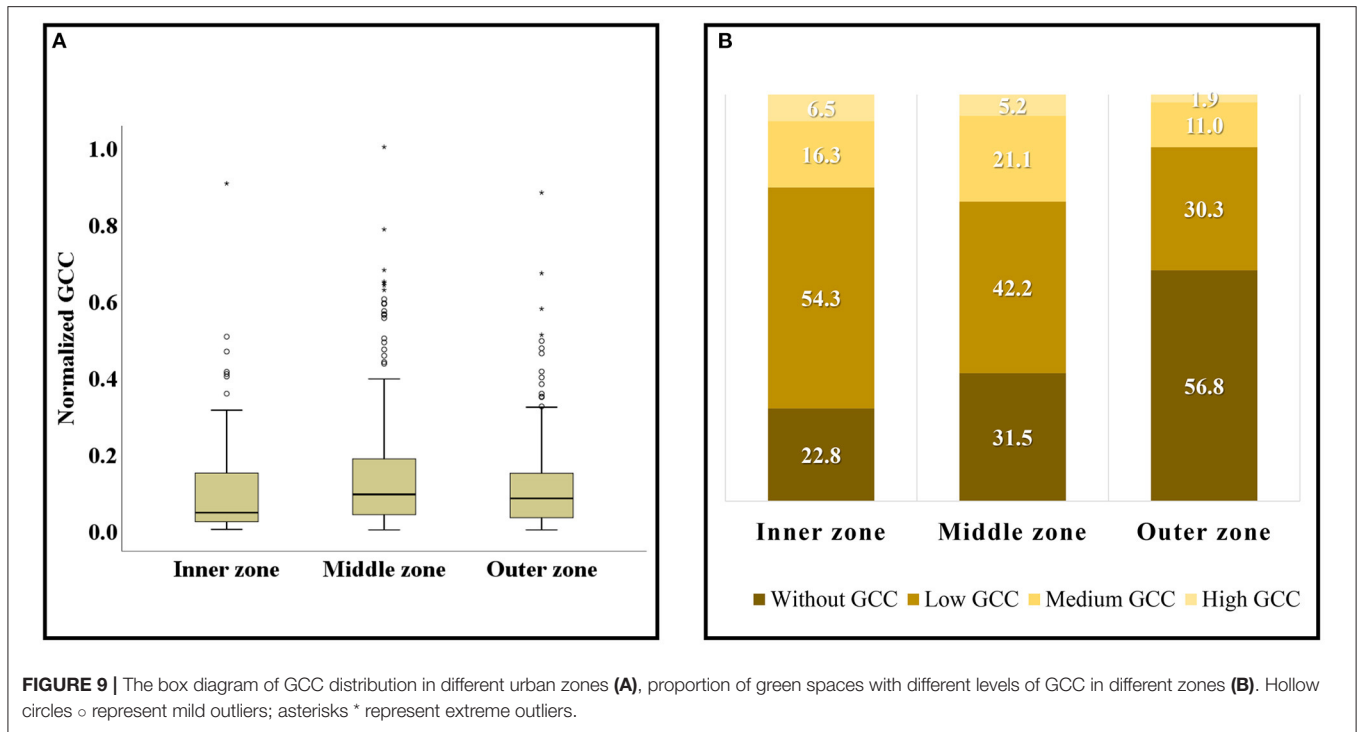 A
1.0
0.8
0.6
0.4
0.2
0.0
Normalized GCC
Inner zone Middle zone Outer zone
B
6.5 5.2 1.9
16.3 21.1 11.0
54.3 42.2 30.3
22.8 31.5 56.8
Inner zone Middle zone Outer zone
Without GCC Low GCC Medium GCC High GCC
FIGURE 9 | The box diagram of GCC distribution in different urban zones (A), proportion of green spaces with different levels of GCC in different zones (B). Hollow
circles ○ represent mild outliers; asterisks * represent extreme outliers.